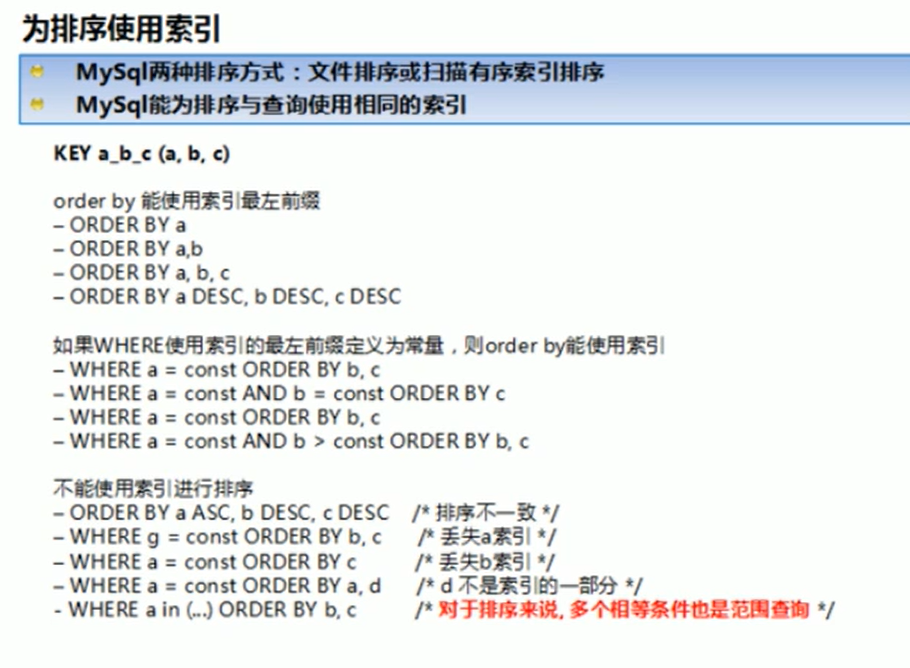 为排序使用索引
MySql两种排序方式：文件排序或扫描有序索引排序
MySql能为排序与查询使用相同的索引
KEY a_b_c (a, b, c)
order by 能使用索引最左前缀
– ORDER BY a
– ORDER BY a,b
– ORDER BY a, b, c
– ORDER BY a DESC, b DESC, c DESC
如果WHERE使用索引的最左前缀定义为常量，则order by能使用索引
– WHERE a = const ORDER BY b, c
– WHERE a = const AND b = const ORDER BY c
– WHERE a = const ORDER BY b, c
– WHERE a = const AND b > const ORDER BY b, c
不能使用索引进行排序
– ORDER BY a ASC, b DESC, c DESC /* 排序不一致 */
– WHERE g = const ORDER BY b, c /* 丢失a索引 */
– WHERE a = const ORDER BY c /* 丢失b索引 */
– WHERE a = const ORDER BY a, d /* d 不是索引的一部分 */
- WHERE a in (...) ORDER BY b, c /* 对于排序来说, 多个相等条件也是范围查询 */